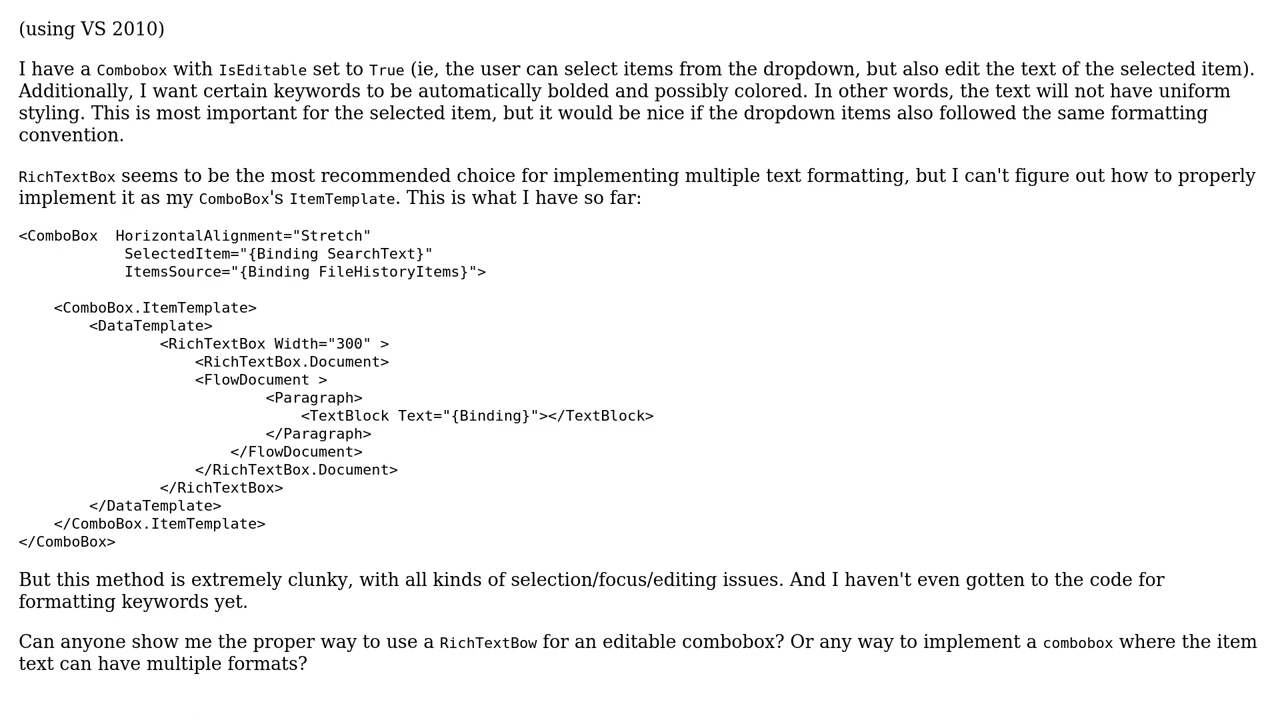 (using VS 2010)
I have a Combobox with IsEditable set to True (ie, the user can select items from the dropdown, but also edit the text of the selected item).
Additionally, I want certain keywords to be automatically bolded and possibly colored. In other words, the text will not have uniform
styling. This is most important for the selected item, but it would be nice if the dropdown items also followed the same formatting
convention.
RichTextBox seems to be the most recommended choice for implementing multiple text formatting, but I can't figure out how to properly
implement it as my ComboBox's ItemTemplate. This is what I have so far:
<ComboBox  HorizontalAlignment="Stretch"
            SelectedItem="{Binding SearchText}"
            ItemsSource="{Binding FileHistoryItems}">
    <ComboBox.ItemTemplate>
        <DataTemplate>
                <RichTextBox Width="300" >
                    <RichTextBox.Document>
                    <FlowDocument >
                            <Paragraph>
                                <TextBlock Text="{Binding}"></TextBlock>
                            </Paragraph>
                        </FlowDocument>
                    </RichTextBox.Document>
                </RichTextBox>
        </DataTemplate>
    </ComboBox.ItemTemplate>
</ComboBox>
But this method is extremely clunky, with all kinds of selection/focus/editing issues. And I haven't even gotten to the code for
formatting keywords yet.
Can anyone show me the proper way to use a RichTextBow for an editable combobox? Or any way to implement a combobox where the item
text can have multiple formats?